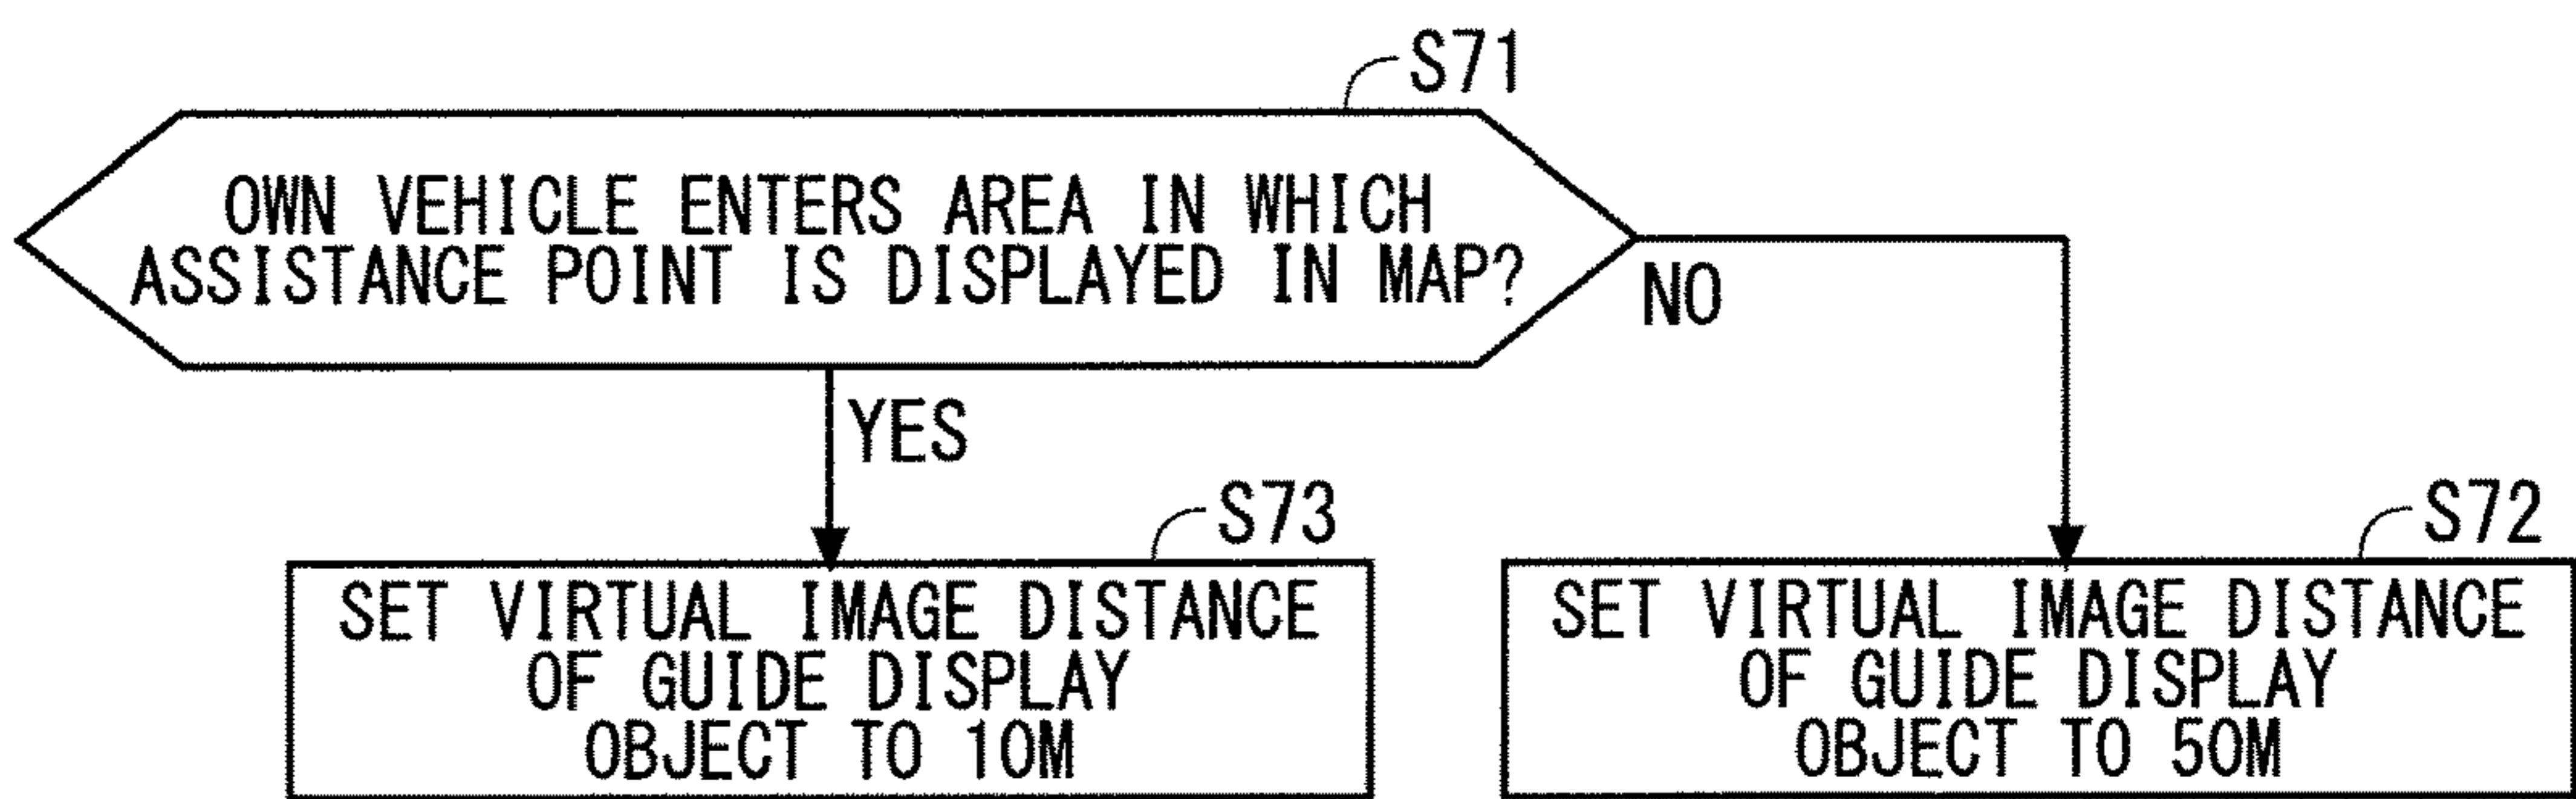 S71
OWN VEHICLE ENTERS AREA IN WHICH
ASSISTANCE POINT IS DISPLAYED IN MAP?
NO
YES
S73
SET VIRTUAL IMAGE DISTANCE
OF GUIDE DISPLAY
OBJECT TO 10M
S72
SET VIRTUAL IMAGE DISTANCE
OF GUIDE DISPLAY
OBJECT TO 50M